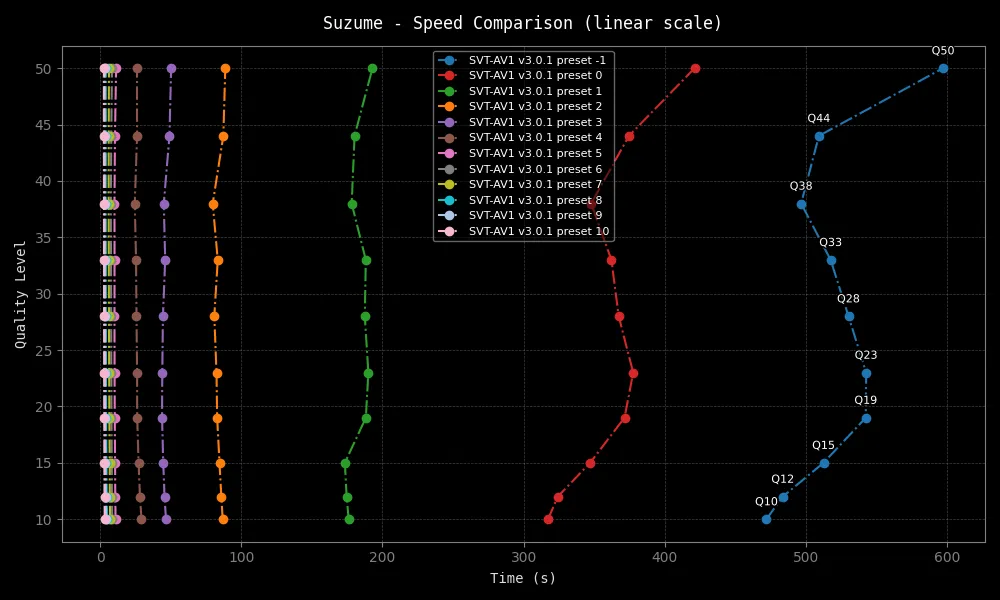 Suzume - Speed Comparison (linear scale)
Q50
50
SVT-AV1 v3.0.1 preset -1
SVT-AV1 v3.0.1 preset 0
SVT-AV1 v3.0.1 preset 1
SVT-AV1 v3.0.1 preset 2
SVT-AV1 v3.0.1 preset 3
SVT-AV1 v3.0.1 preset 4
SVT-AV1 v3.0.1 preset 5
SVT-AV1 v3.0.1 preset 6
SVT-AV1 v3.0.1 preset 7
SVT-AV1 v3.0.1 preset 8
SVT-AV1 v3.0.1 preset 9
SVT-AV1 v3.0.1 preset 10
Q44
45
Q38
40
Q33
35
Quality Level
Q28
30
Q23
25
Q19
20
Q15
15
Q12
Q10
10
0 100 200 300 400 500 600
Time (s)